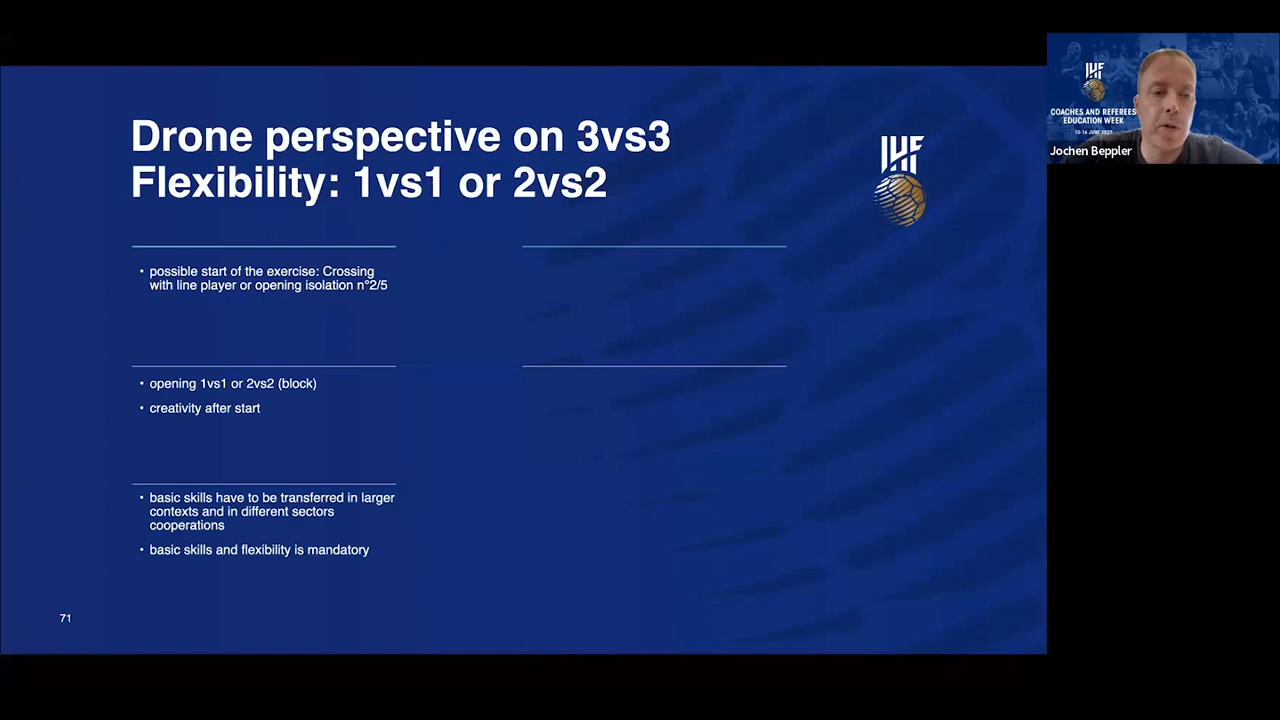 Drone perspective on 3vs3
Flexibility: 1vs1 or 2vs2
IHF
• possible start of the exercise: Crossing
with line player or opening isolation n°2/5
• opening 1vs1 or 2vs2 (block)
• creativity after start
• basic skills have to be transferred in larger
contexts and in different sectors
cooperations
• basic skills and flexibility is mandatory
71
IHF
COACHES AND REFEREES
EDUCATION WEEK
Jochen Beppler